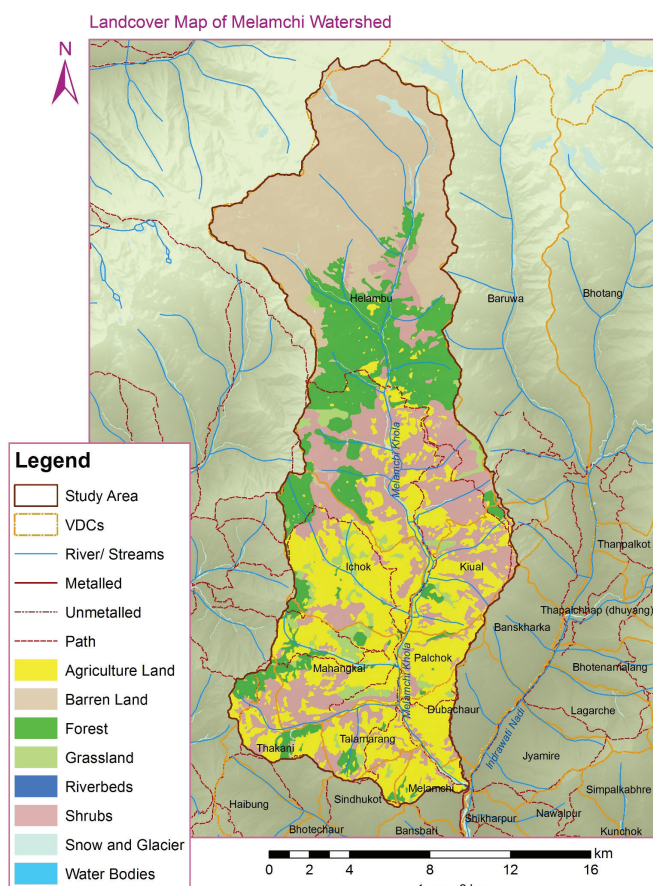 Landcover Map of Melamchi Watershed
N
Helambu
Baruwa
Bhotang
Melamchi Khola
Legend
Study Area
VDCs
River/ Streams
Metalled
Unmetalled
Path
Agriculture Land
Barren Land
Forest
Grassland
Riverbeds
Shrubs
Snow and Glacier
Water Bodies
Thanpalkot
Ichok
Kiual
Thapalchhap (dhuyang)
Banskharka
Mahangkal
Palchok
Bhotenamalang
Melamchi Khola
Dubachaur
Lagarche
Indrawati Nadi
Talamarang
Thakani
Jyamire
Melamchi
Simpalkabhre
Haibung
Sindhukot
Shikharpur
Nawalpur
Bhotechaur
Bansbari
Kunchok
km
0 1 2 4 8 12 16